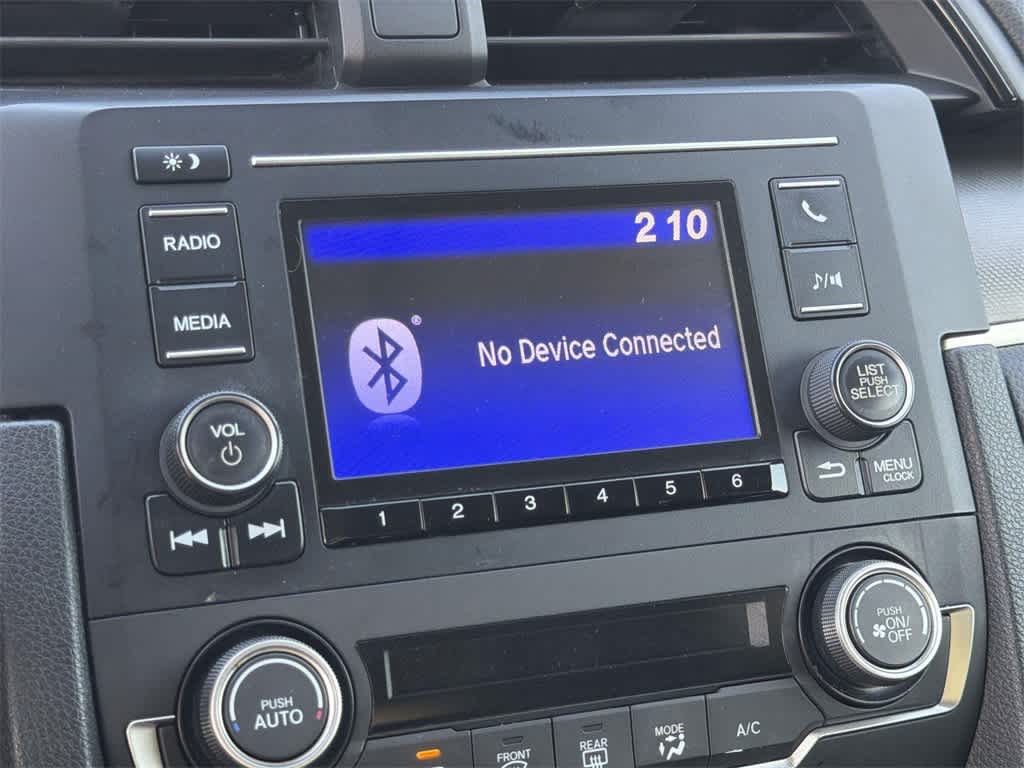 2 10
RADIO
MEDIA
®
No Device Connected
VOL
LIST
PUSH
SELECT
MENU
CLOCK
1 2 3 4 5 6
PUSH
AUTO
PUSH
ON/
OFF
FRONT
REAR
MODE
A/C